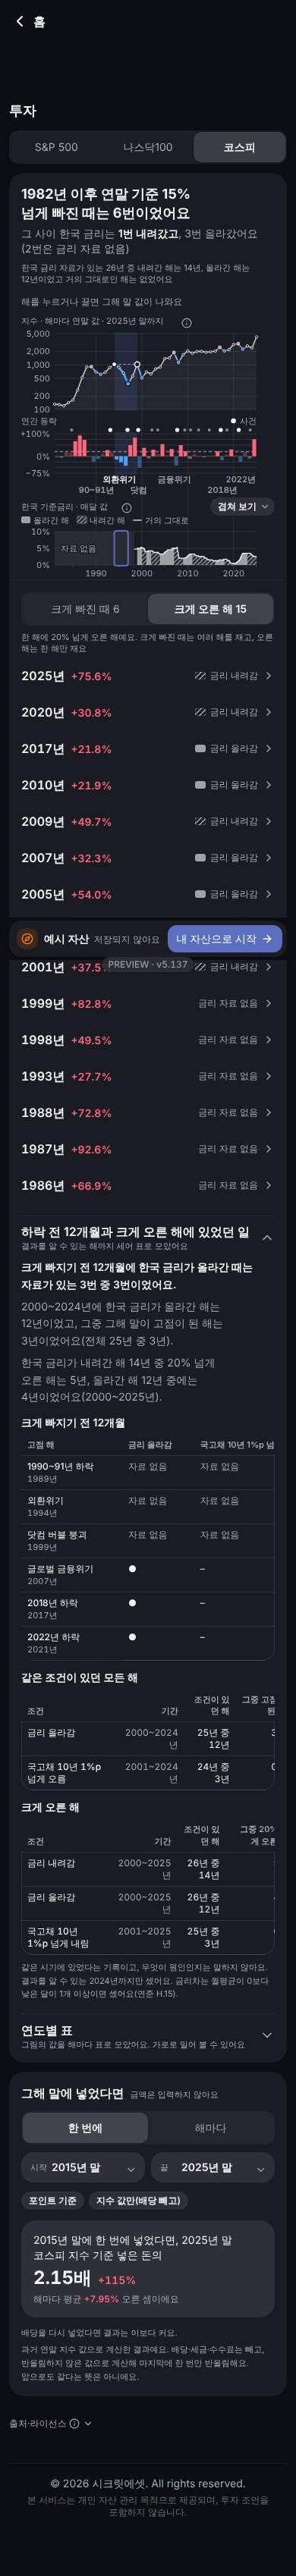 홈
투자
S&P 500 나스닥100 코스피
1982년 이후 연말 기준 15%
넘게 빠진 때는 6번이었어요
그 사이 한국 금리는 1번 내려갔고, 3번 올라갔어요
(2번은 금리 자료 없음)
한국 금리 자료가 있는 26년 중 내려간 해는 14년, 올라간 해는
12년이었고 거의 그대로인 해는 없었어요
해를 누르거나 끌면 그해 말 값이 나와요
지수 · 해마다 연말 값 · 2025년 말까지
5,000
2,000
1,000
500
200
100
연간 등락 사건
+100%
0%
-75%
외환위기 금융위기 2022년
90~91년 닷컴 2018년
한국 기준금리 · 매달 값 겹쳐 보기
올라간 해 내려간 해 거의 그대로
10%
5% 자료 없음
0%
1990 2000 2010 2020
크게 빠진 때 6 크게 오른 해 15
한 해에 20% 넘게 오른 해예요. 크게 빠진 때는 여러 해를 재고, 오른
해는 한 해만 재요
2025년 +75.6% 금리 내려감
2020년 +30.8% 금리 내려감
2017년 +21.8% 금리 올라감
2010년 +21.9% 금리 올라감
2009년 +49.7% 금리 내려감
2007년 +32.3% 금리 올라감
2005년 +54.0% 금리 올라감
예시 자산 저장되지 않아요 내 자산으로 시작
2001년 +37.5% 금리 내려감
PREVIEW · v5.137
1999년 +82.8% 금리 자료 없음
1998년 +49.5% 금리 자료 없음
1993년 +27.7% 금리 자료 없음
1988년 +72.8% 금리 자료 없음
1987년 +92.6% 금리 자료 없음
1986년 +66.9% 금리 자료 없음
하락 전 12개월과 크게 오른 해에 있었던 일
결과를 알 수 있는 해까지 세어 표로 모았어요
크게 빠지기 전 12개월에 한국 금리가 올라간 때는
자료가 있는 3번 중 3번이었어요.
2000~2024년에 한국 금리가 올라간 해는
12년이었고, 그중 그해 말이 고점이 된 해는
3년이었어요(전체 25년 중 3년).
한국 금리가 내려간 해 14년 중 20% 넘게
오른 해는 5년, 올라간 해 12년 중에는
4년이었어요(2000~2025년).
크게 빠지기 전 12개월
고점 해 금리 올라감 국고채 10년 1%p 넘
1990~91년 하락 자료 없음 자료 없음
1989년
외환위기 자료 없음 자료 없음
1994년
닷컴 버블 붕괴 자료 없음 자료 없음
1999년
글로벌 금융위기 –
2007년
2018년 하락 –
2017년
2022년 하락 –
2021년
같은 조건이 있던 모든 해
조건 기간 조건이 있던 해 그중 고점
금리 올라감 2000~2024년 25년 중 12년
국고채 10년 1%p 넘게 오름 2001~2024년 24년 중 3년
크게 오른 해
조건 기간 조건이 있던 해 그중 20%
금리 내려감 2000~2025년 26년 중 14년
금리 올라감 2000~2025년 26년 중 12년
국고채 10년 1%p 넘게 내림 2001~2025년 25년 중 3년
같은 시기에 있었다는 기록이고, 무엇이 원인인지는 말하지 않아요.
결과를 알 수 있는 2024년까지만 셌어요. 금리차는 월평균이 0보다
낮은 달이 1개 이상이면 셌어요(연준 H.15).
연도별 표
그림의 값을 해마다 표로 모았어요. 가로로 밀어 볼 수 있어요
그해 말에 넣었다면 금액은 입력하지 않아요
한 번에 해마다
시작 2015년 말 끝 2025년 말
포인트 기준 지수 값만(배당 빼고)
2015년 말에 한 번에 넣었다면, 2025년 말
코스피 지수 기준 넣은 돈의
2.15배 +115%
해마다 평균 +7.95% 오른 셈이에요
배당을 다시 넣었다면 결과는 이보다 커요.
과거 연말 지수 값으로 계산한 결과예요. 배당·세금·수수료는 빼고,
반올림하지 않은 값으로 계산해 마지막에 한 번만 반올림해요.
앞으로도 같다는 뜻은 아니에요.
출처·라이선스
© 2026 시크릿에셋. All rights reserved.
본 서비스는 개인 자산 관리 목적으로 제공되며, 투자 조언을
포함하지 않습니다.